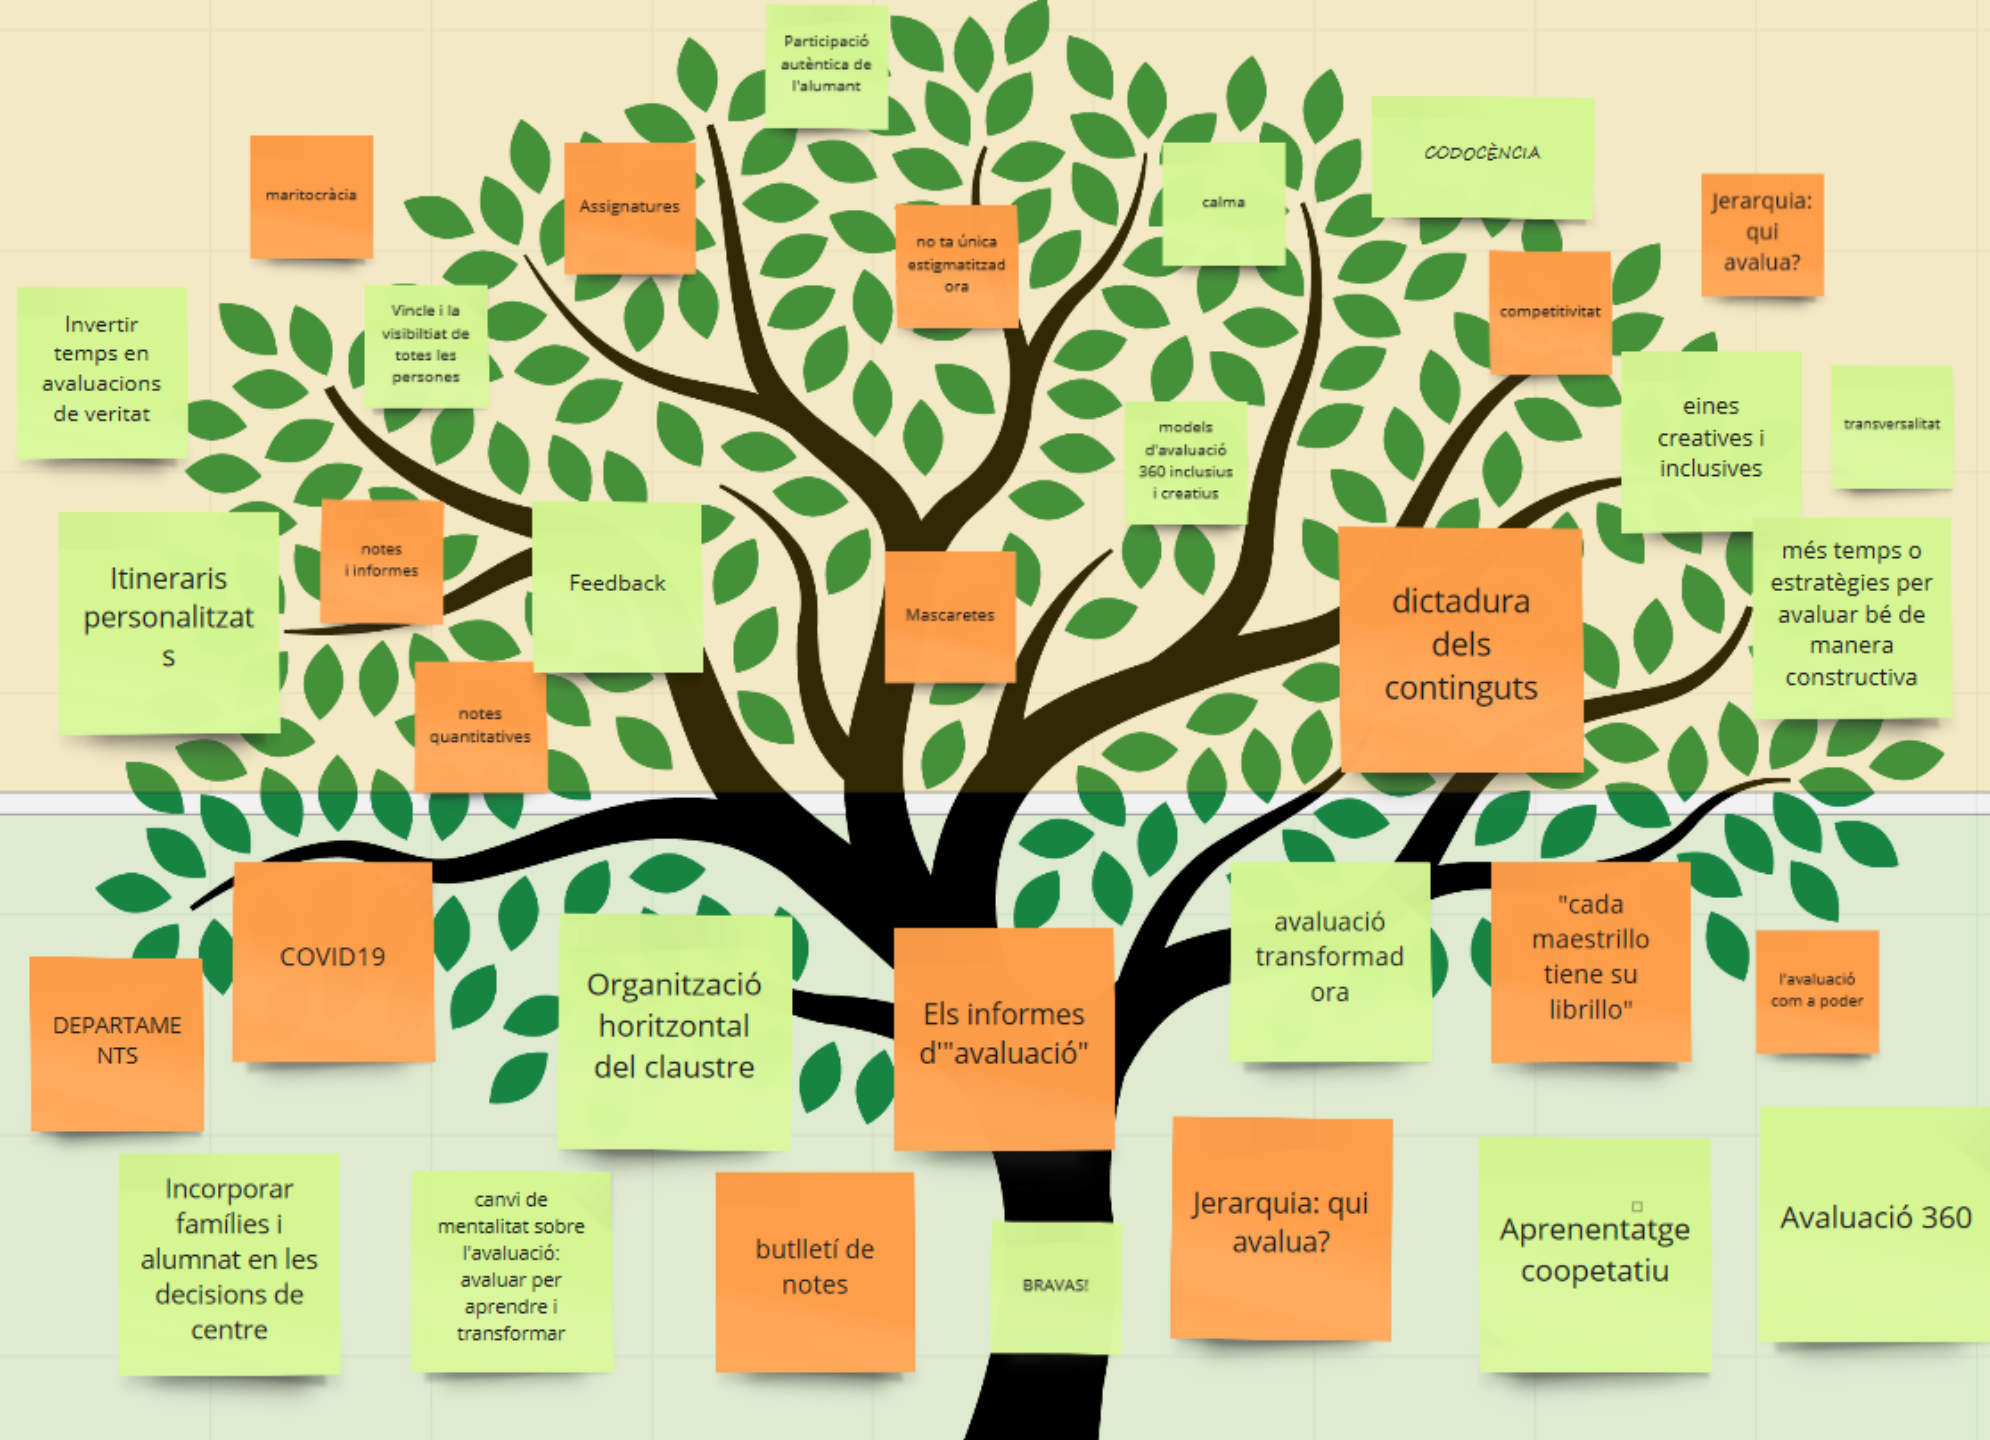 Participació
autèntica de
l'alumant
CODOCÈNCIA
maritocràcia
Assignatures
calma
Jerarquia:
qui
avalua?
no ta única
estigmatitzad
ora
competitivitat
Invertir
temps en
avaluacions
de veritat
Vincle i la
visibiltiat de
totes les
persones
eines
creatives i
inclusives
transversalitat
models
d'avaluació
360 inclusius
i creatius
Itineraris
personalitzat
s
notes
i informes
Feedback
Mascaretes
dictadura
dels
continguts
més temps o
estratègies per
avaluar bé de
manera
constructiva
notes
quantitatives
COVID19
DEPARTAME
NTS
Organització
horitzontal
del claustre
Els informes
d'"avaluació"
avaluació
transformad
ora
"cada
maestrillo
tiene su
librillo"
l'avaluació
com a poder
Incorporar
famílies i
alumnat en les
decisions de
centre
canvi de
mentalitat sobre
l'avaluació:
avaluar per
aprendre i
transformar
butlletí de
notes
BRAVAS!
Jerarquia: qui
avalua?
Aprenentatge
coopetatiu
Avaluació 360